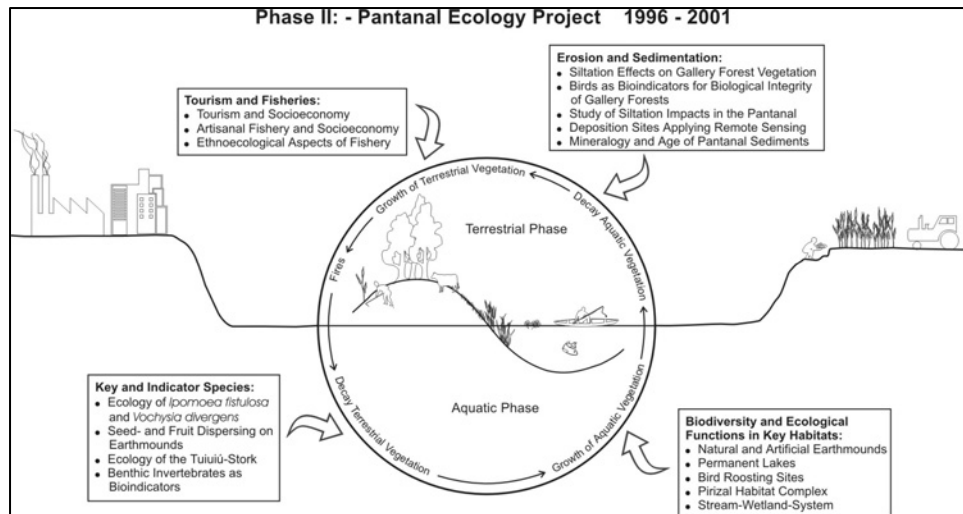 Phase II: - Pantanal Ecology Project 1996 - 2001
Erosion and Sedimentation:
• Siltation Effects on Gallery Forest Vegetation
• Birds as Bioindicators for Biological Integrity
of Gallery Forests
• Study of Siltation Impacts in the Pantanal
• Deposition Sites Applying Remote Sensing
• Mineralogy and Age of Pantanal Sediments
Tourism and Fisheries:
• Tourism and Socioeconomy
• Artisanal Fishery and Socioeconomy
• Ethnoecological Aspects of Fishery
Growth of Terrestrial Vegetation
Decay Aquatic Vegetation
Terrestrial Phase
Fires
Aquatic Phase
Decay Terrestrial Vegetation
Growth of Aquatic Vegetation
Key and Indicator Species:
• Ecology of Ipomoea fistulosa
and Vochysia divergens
• Seed- and Fruit Dispersing on
Earthmounds
• Ecology of the Tuiuiú-Stork
• Benthic Invertebrates as
Bioindicators
Biodiversity and Ecological
Functions in Key Habitats:
• Natural and Artificial Earthmounds
• Permanent Lakes
• Bird Roosting Sites
• Pirizal Habitat Complex
• Stream-Wetland-System